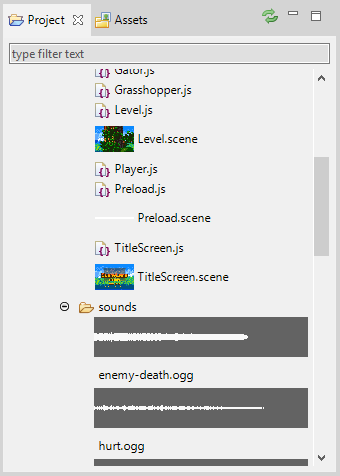 Project Assets
type filter text
Gator.js
Grasshopper.js
Level.js
Level.scene
Player.js
Preload.js
Preload.scene
TitleScreen.js
TitleScreen.scene
sounds
enemy-death.ogg
hurt.ogg